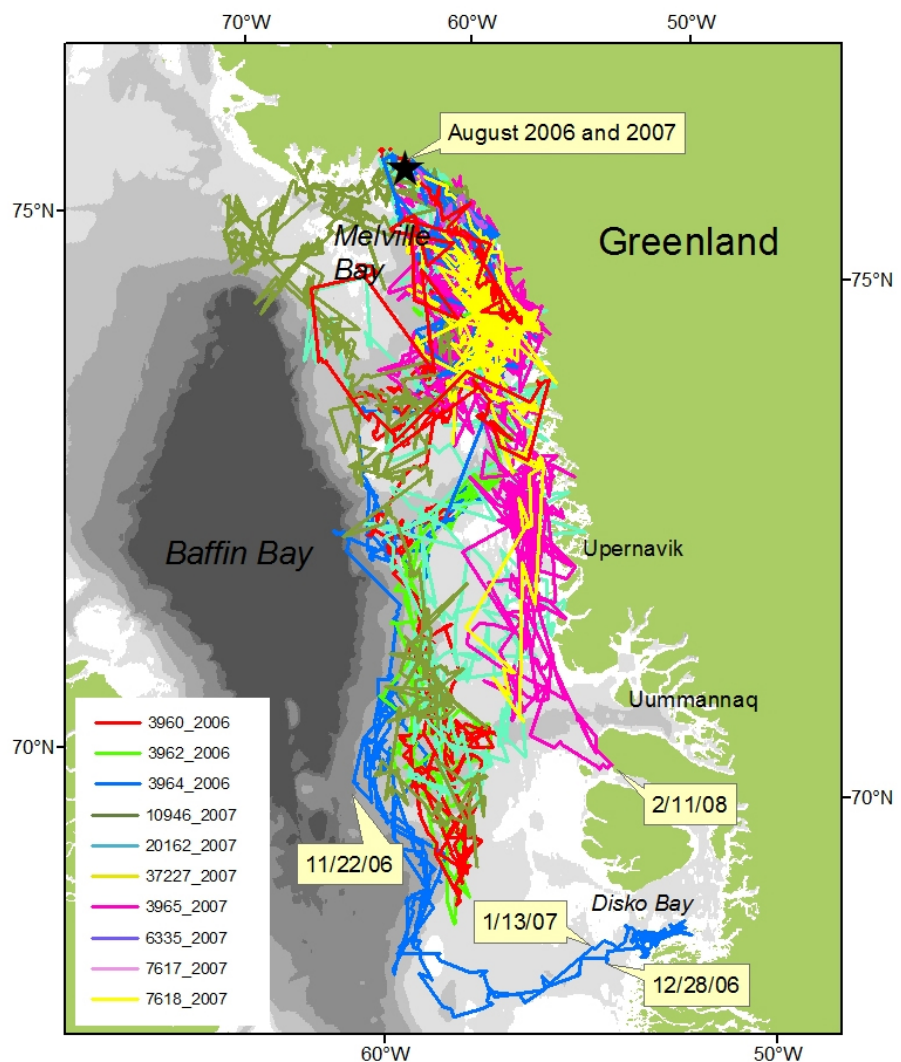 70°W 60°W 50°W
August 2006 and 2007
75°N
Melville
Bay
Greenland
75°N
Baffin Bay
Upernavik
Uummannaq
70°N
70°N
2/11/08
11/22/06
Disko Bay
1/13/07
12/28/06
3960_2006
3962_2006
3964_2006
10946_2007
20162_2007
37227_2007
3965_2007
6335_2007
7617_2007
7618_2007
60°W 50°W